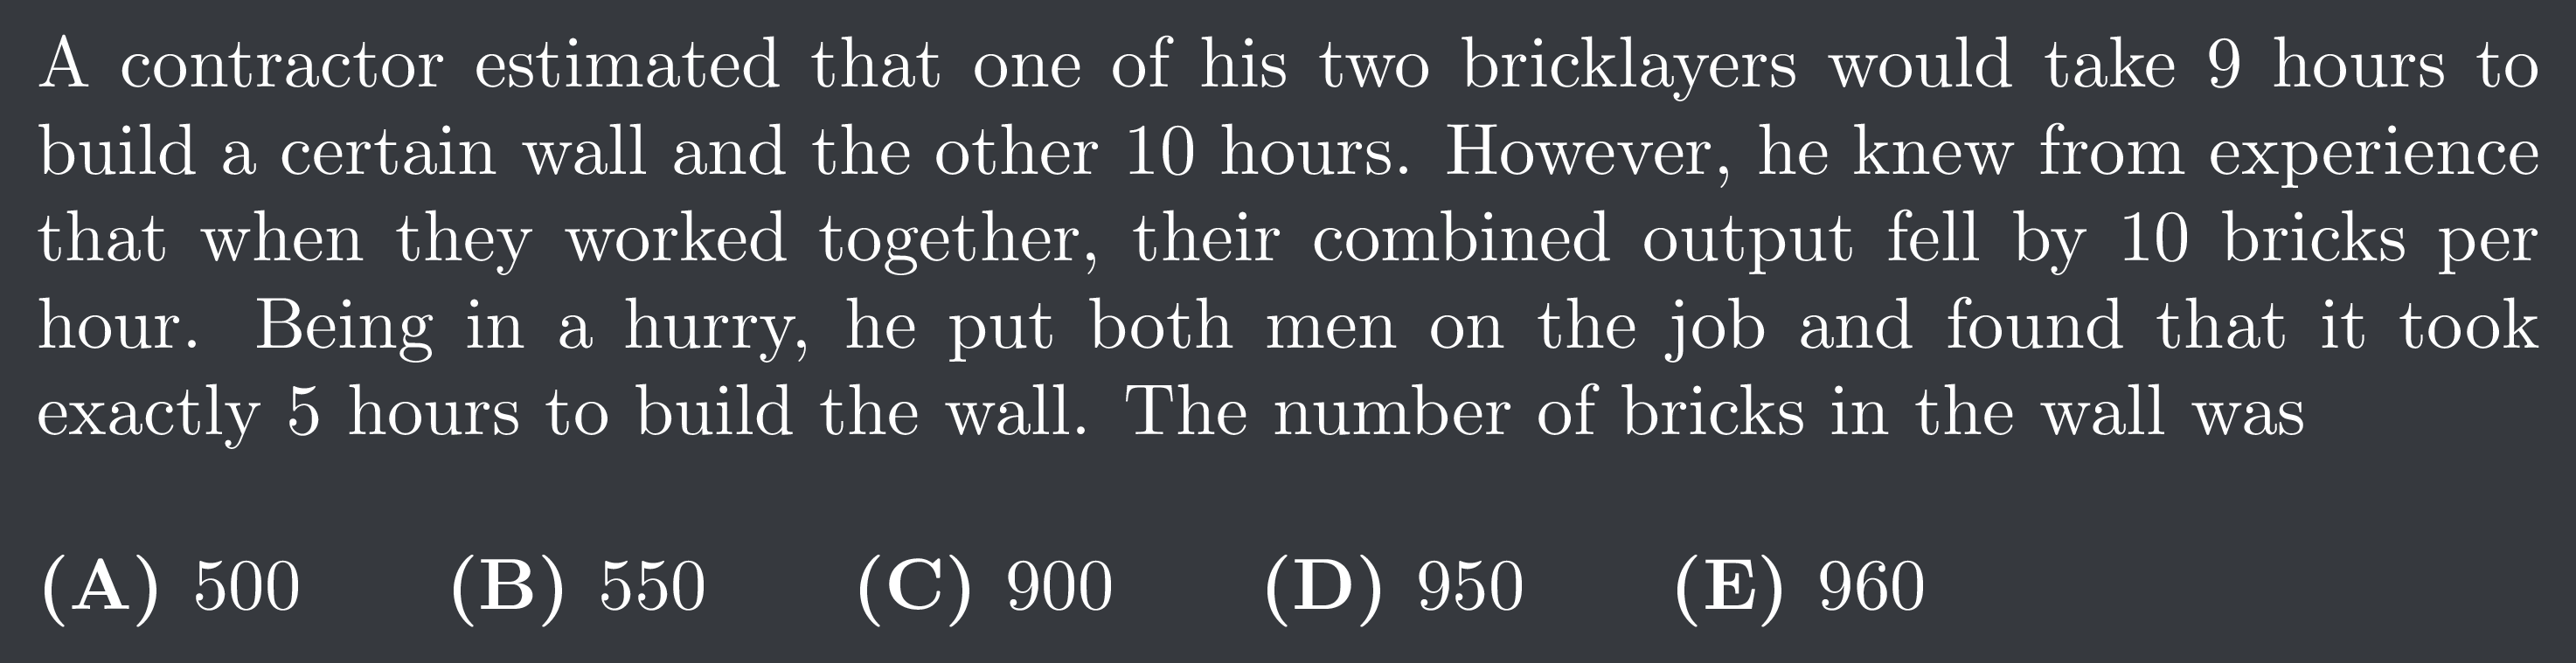 A contractor estimated that one of his two bricklayers would take 9 hours to
build a certain wall and the other 10 hours. However, he knew from experience
that when they worked together, their combined output fell by 10 bricks per
hour. Being in a hurry, he put both men on the job and found that it took
exactly 5 hours to build the wall. The number of bricks in the wall was
(A) 500 (B) 550 (C) 900 (D) 950 (E) 960